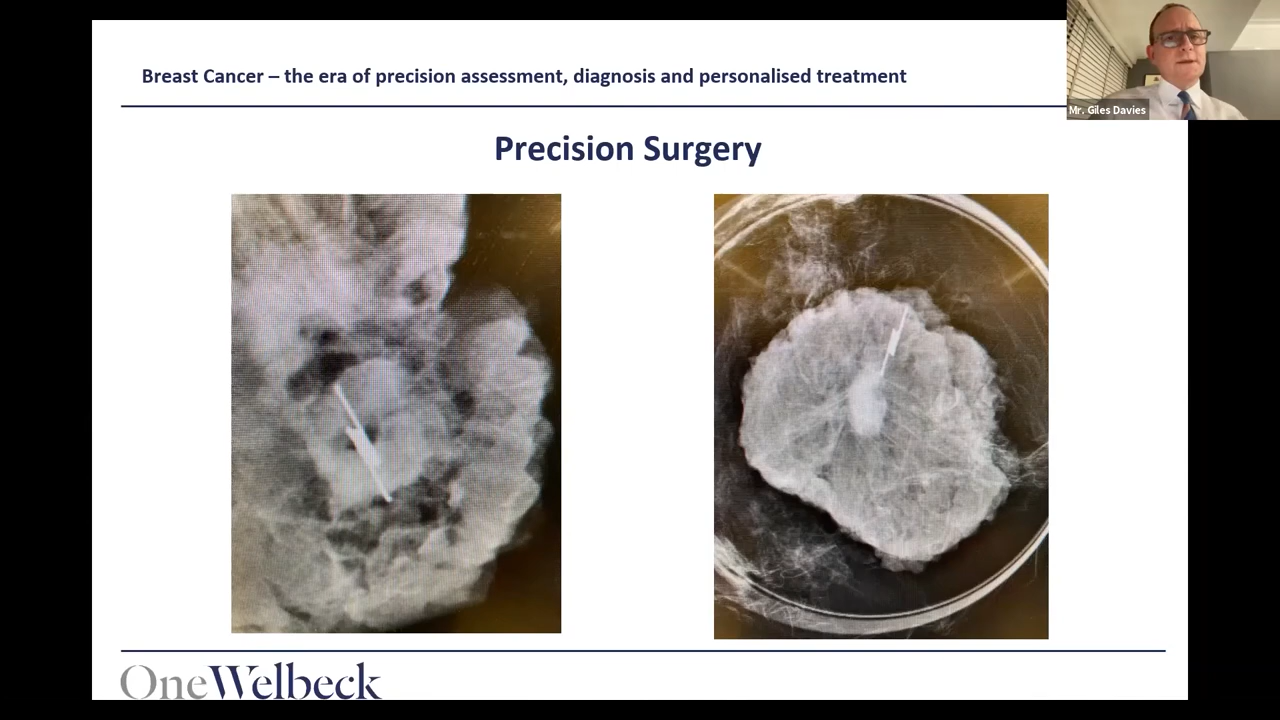 Breast Cancer – the era of precision assessment, diagnosis and personalised treatment
Mr. Giles Davies
Precision Surgery
OneWelbeck